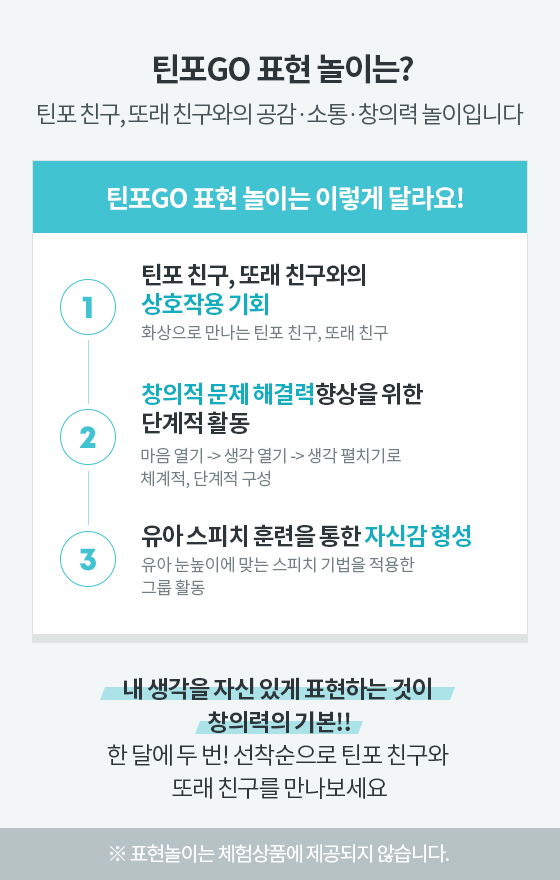 틴포GO 표현 놀이는?
틴포 친구, 또래 친구와의 공감·소통·창의력 놀이입니다
틴포GO 표현 놀이는 이렇게 달라요!
1
틴포 친구, 또래 친구와의
상호작용 기회
화상으로 만나는 틴포 친구, 또래 친구
2
창의적 문제 해결력향상을 위한
단계적 활동
마음 열기 -> 생각 열기 -> 생각 펼치기로
체계적, 단계적 구성
3
유아 스피치 훈련을 통한 자신감 형성
유아 눈높이에 맞는 스피치 기법을 적용한
그룹 활동
내 생각을 자신 있게 표현하는 것이
창의력의 기본!!
한 달에 두 번! 선착순으로 틴포 친구와
또래 친구를 만나보세요
※ 표현놀이는 체험상품에 제공되지 않습니다.